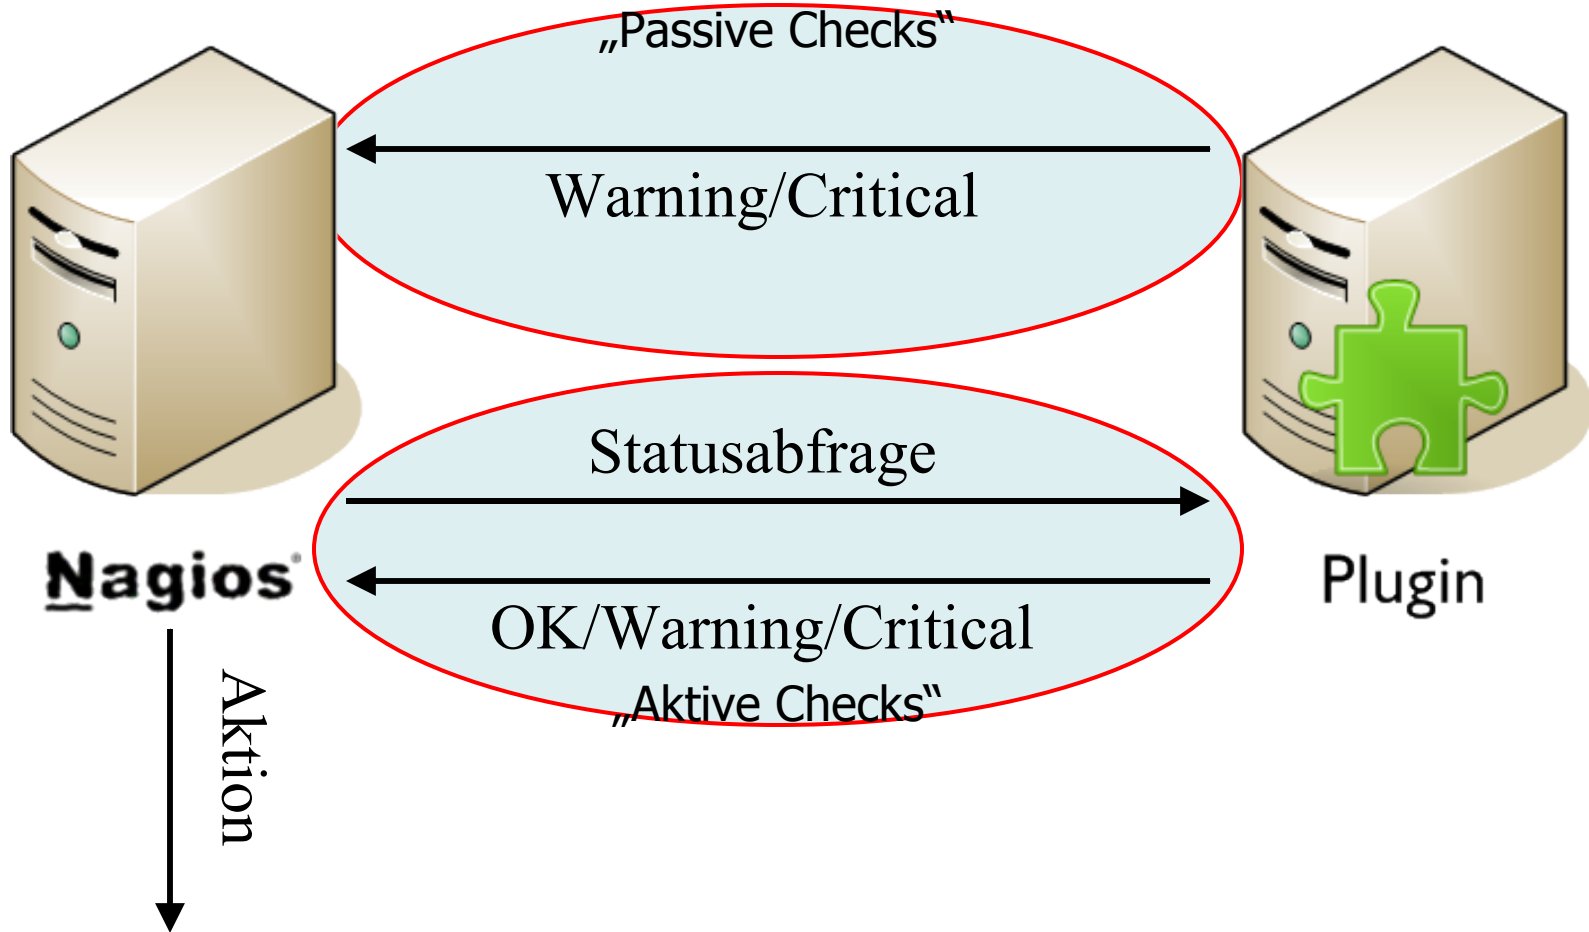 „Passive Checks“
Warning/Critical
Statusabfrage
OK/Warning/Critical
„Aktive Checks“
Nagios®
Plugin
Aktion